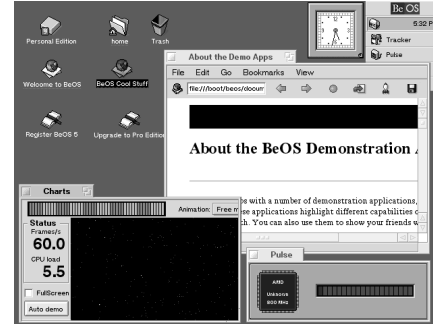 Be OS
5:32 P
Tracker
Pulse
Personal Edition
home
Trash
Welcome to BeOS
BeOS Cool Stuff
Register BeOS 5
Upgrade to Pro Edition
About the Demo Apps
File Edit Go Bookmarks View
file:///boot/beos/docum
About the BeOS Demonstration A
bs with a number of demonstration applications,
se applications highlight different capabilities o
h. You can also use them to show your friends w
Charts
Animation: Free m
Status
Frames/s
60.0
CPU load
5.5
FullScreen
Auto demo
Pulse
AMD
Unknown
800 MHz